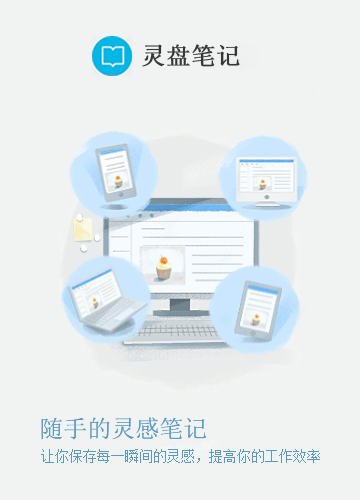 灵盘笔记
随手的灵感笔记
让你保存每一瞬间的灵感，提高你的工作效率